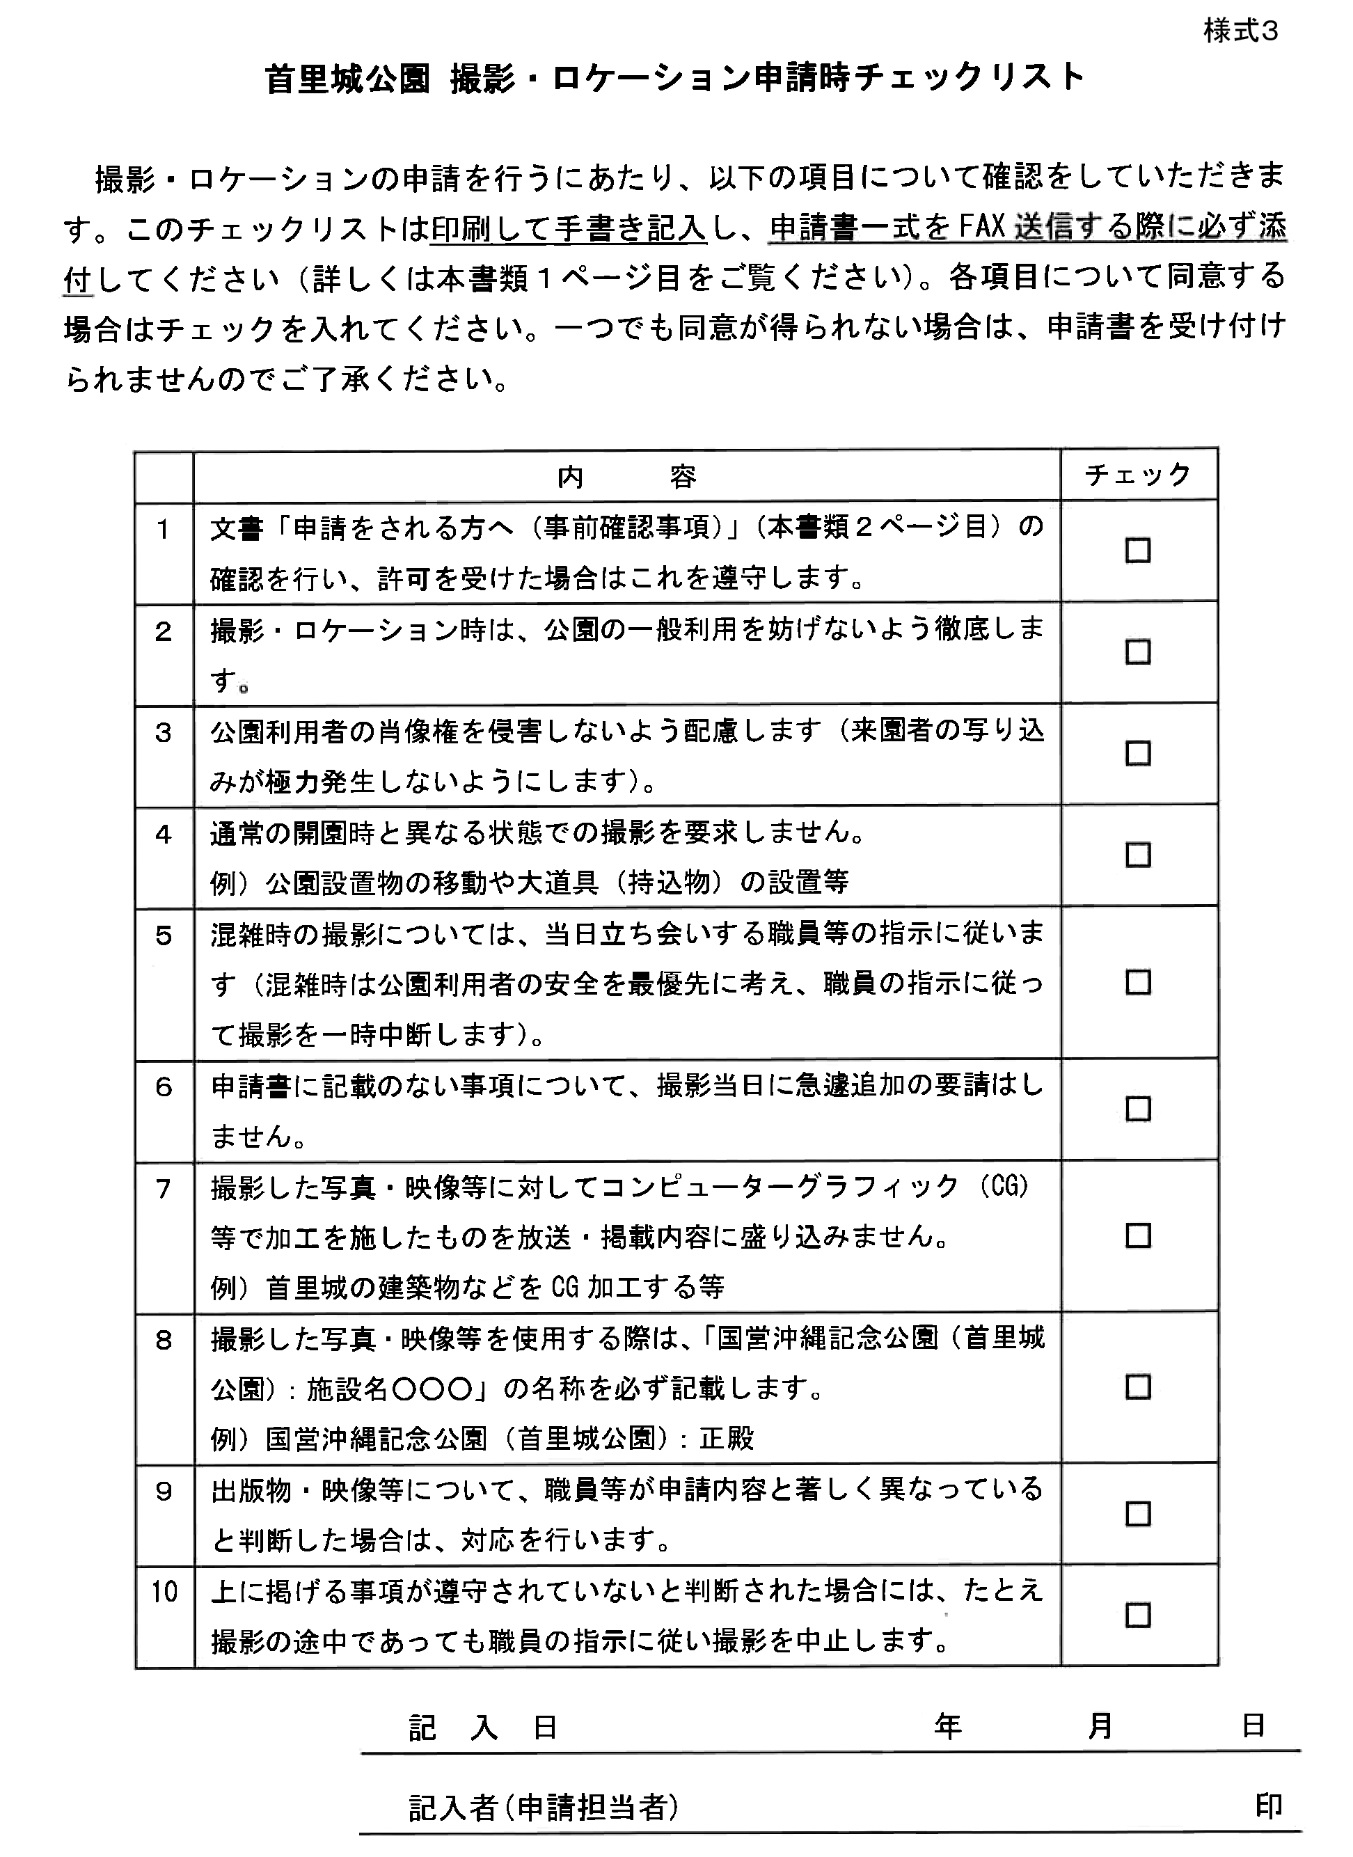 様式3
首里城公園 撮影・ロケーション申請時チェックリスト
撮影・ロケーションの申請を行うにあたり、以下の項目について確認をしていただきま
す。このチェックリストは印刷して手書き記入し、申請書一式を FAX 送信する際に必ず添
付してください（詳しくは本書類１ページ目をご覧ください）。各項目について同意する
場合はチェックを入れてください。一つでも同意が得られない場合は、申請書を受け付け
られませんのでご了承ください。
内　　　容　チェック
1 文書「申請をされる方へ（事前確認事項）」（本書類２ページ目）の
確認を行い、許可を受けた場合はこれを遵守します。 □
2 撮影・ロケーション時は、公園の一般利用を妨げないよう徹底しま
す。 □
3 公園利用者の肖像権を侵害しないよう配慮します（来園者の写り込
みが極力発生しないようにします）。 □
4 通常の開園時と異なる状態での撮影を要求しません。 □
例）公園設置物の移動や大道具（持込物）の設置等
5 混雑時の撮影については、当日立ち会いする職員等の指示に従いま
す（混雑時は公園利用者の安全を最優先に考え、職員の指示に従っ □
て撮影を一時中断します）。
6 申請書に記載のない事項について、撮影当日に急遽追加の要請はし
ません。 □
7 撮影した写真・映像等に対してコンピューターグラフィック（CG）
等で加工を施したものを放送・掲載内容に盛り込みません。 □
例）首里城の建築物などを CG 加工する等
8 撮影した写真・映像等を使用する際は、「国営沖縄記念公園（首里城
公園）：施設名〇〇〇」の名称を必ず記載します。 □
例）国営沖縄記念公園（首里城公園）：正殿
9 出版物・映像等について、職員等が申請内容と著しく異なっている
と判断した場合は、対応を行います。 □
10 上に掲げる事項が遵守されていないと判断された場合には、たとえ
撮影の途中であっても職員の指示に従い撮影を中止します。 □
記　入　日　　　年　　　月　　　日
記入者（申請担当者）　　　印